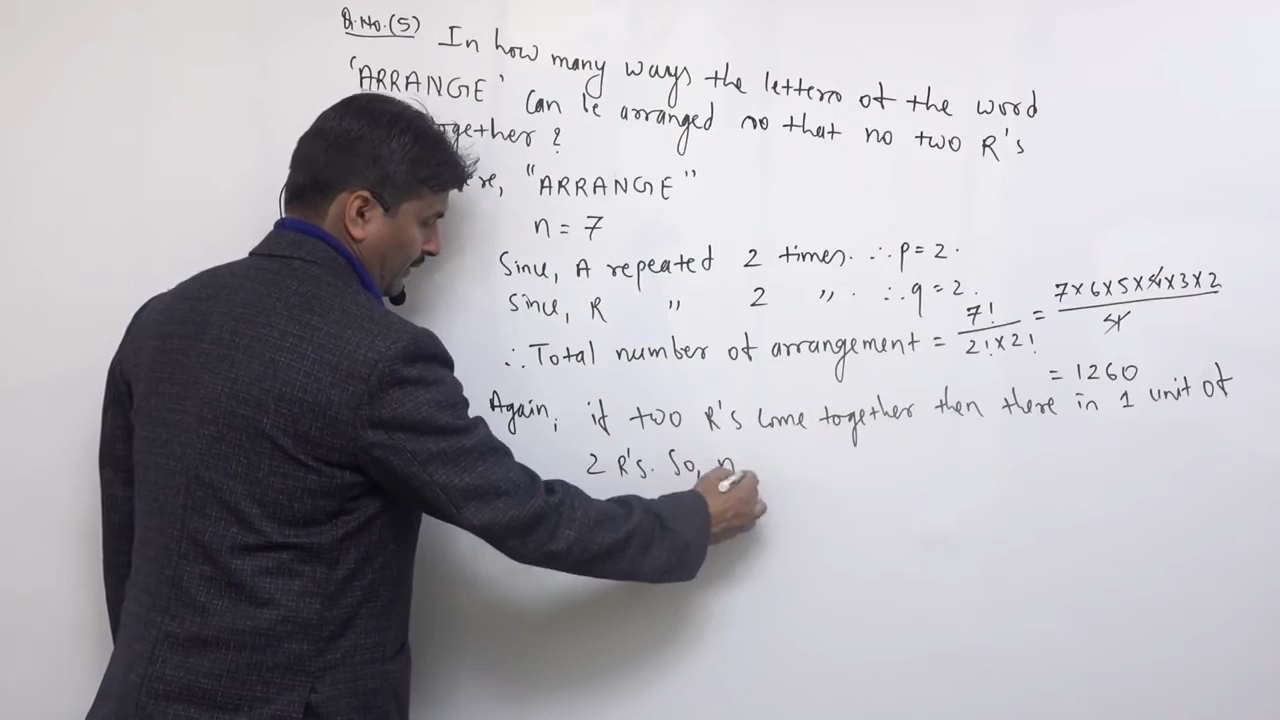 Q.No.(5) In how many ways the letters of the word
'ARRANGE' can be arranged so that no two R's
together?
"ARRANGE"
n = 7
Since, A repeated 2 times. ∴ p = 2.
Since, R " 2 ". ∴ q = 2.
∴ Total number of arrangement = 7! / 2! × 2! = 7×6×5×4×3×2 / 4
= 1260
Again, if two R's come together then there is 1 unit of
2 R's. So, n